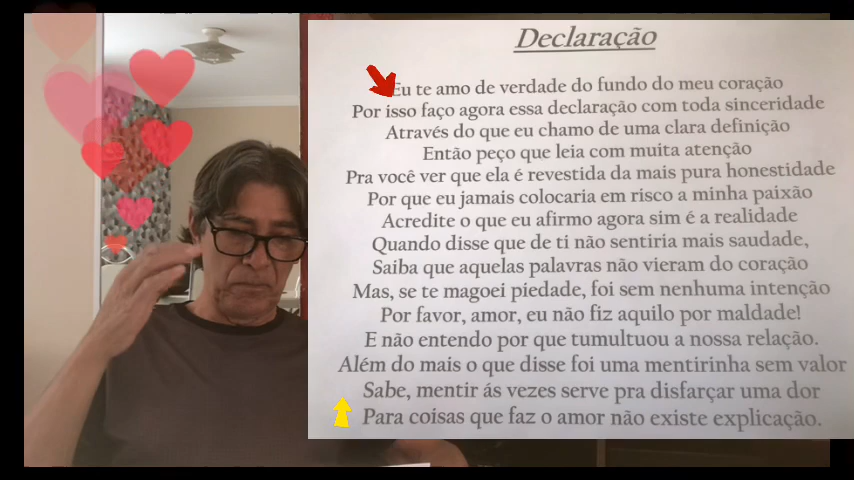 Declaração
Eu te amo de verdade do fundo do meu coração
Por isso faço agora essa declaração com toda sinceridade
Através do que eu chamo de uma clara definição
Então peço que leia com muita atenção
Pra você ver que ela é revestida da mais pura honestidade
Por que eu jamais colocaria em risco a minha paixão
Acredite o que eu afirmo agora sim é a realidade
Quando disse que de ti não sentiria mais saudade,
Saiba que aquelas palavras não vieram do coração
Mas, se te magoei piedade, foi sem nenhuma intenção
Por favor, amor, eu não fiz aquilo por maldade!
E não entendo por que tumultuou a nossa relação.
Além do mais o que disse foi uma mentirinha sem valor
Sabe, mentir ás vezes serve pra disfarçar uma dor
Para coisas que faz o amor não existe explicação.